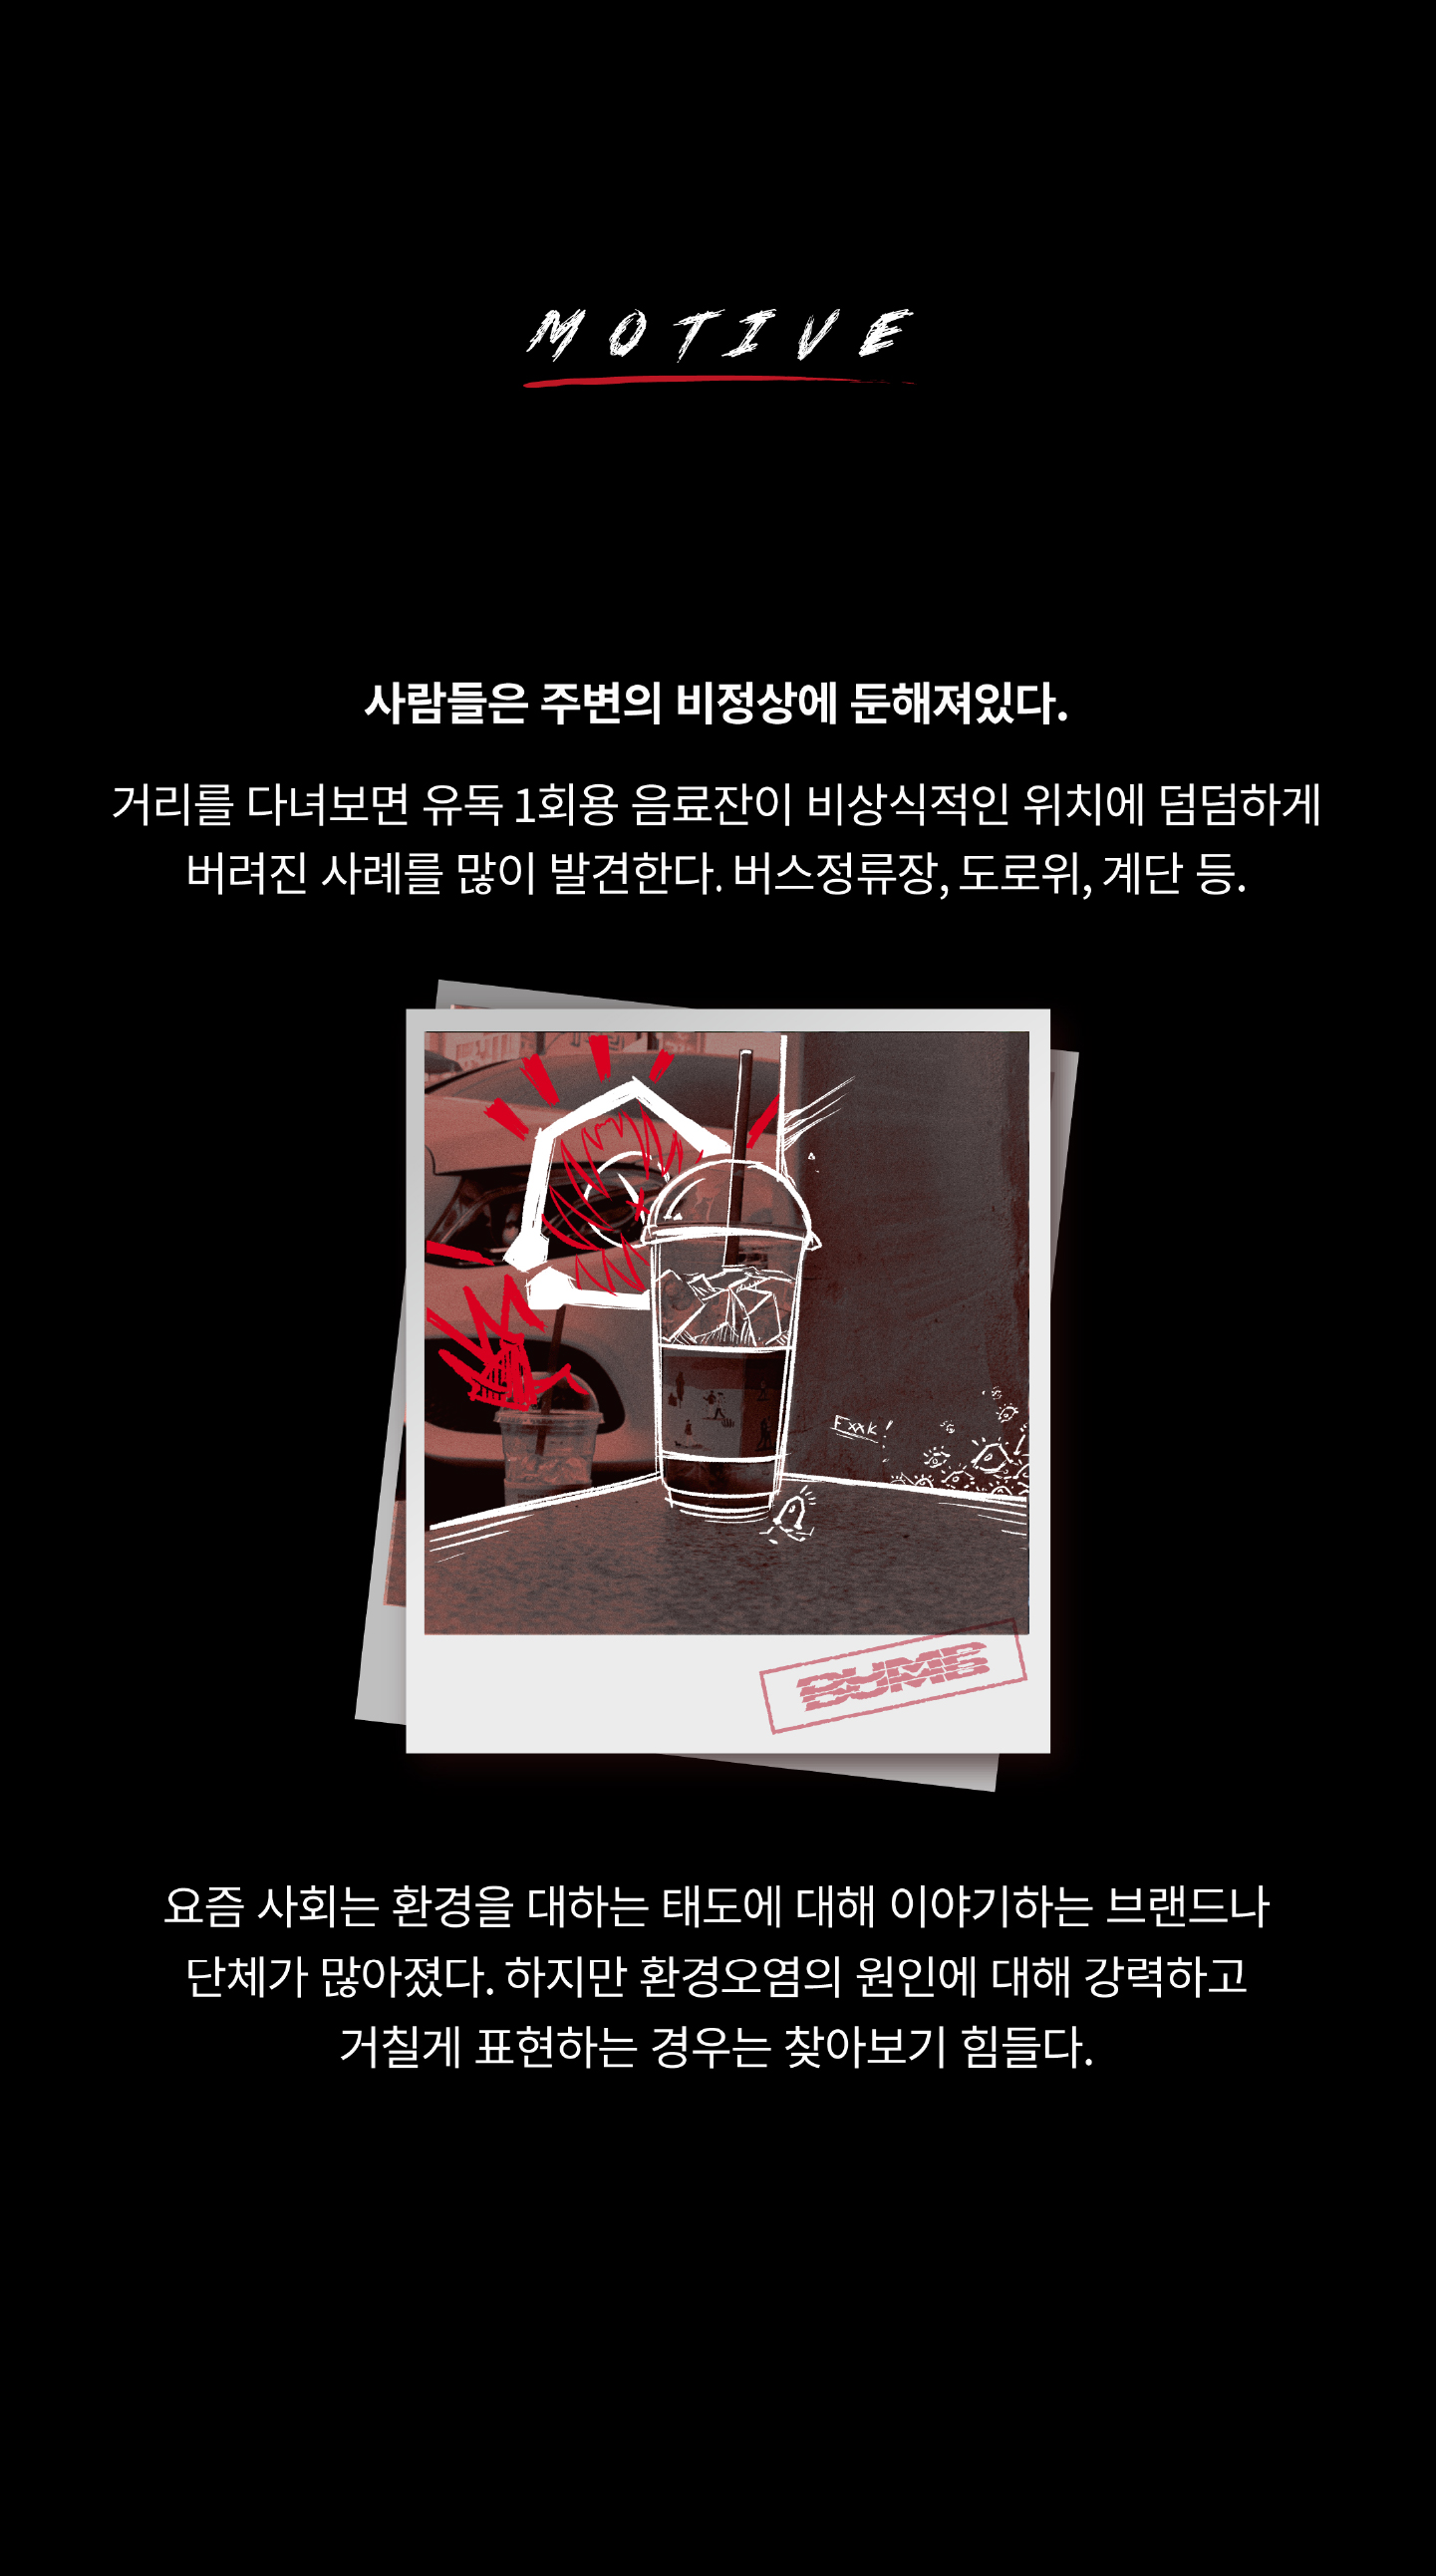 MOTIVE
사람들은 주변의 비정상에 둔해져있다.
거리를 다녀보면 유독 1회용 음료잔이 비상식적인 위치에 덤덤하게
버려진 사례를 많이 발견한다. 버스정류장, 도로위, 계단 등.
Fxxk!
DUMB
DUMB
요즘 사회는 환경을 대하는 태도에 대해 이야기하는 브랜드나
단체가 많아졌다. 하지만 환경오염의 원인에 대해 강력하고
거칠게 표현하는 경우는 찾아보기 힘들다.